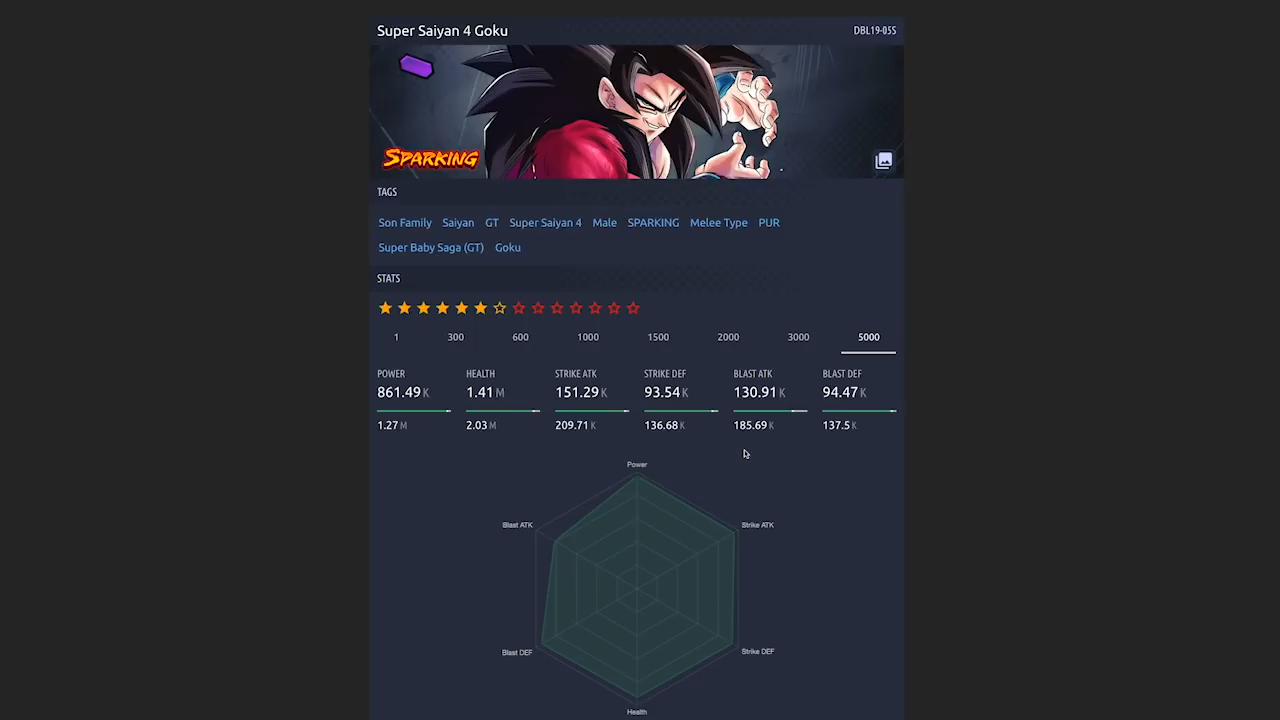 Super Saiyan 4 Goku DBL19-05S
SPARKING
TAGS
Son Family Saiyan GT Super Saiyan 4 Male SPARKING Melee Type PUR
Super Baby Saga (GT) Goku
STATS
1 300 600 1000 1500 2000 3000 5000
POWER HEALTH STRIKE ATK STRIKE DEF BLAST ATK BLAST DEF
861.49 K 1.41 M 151.29 K 93.54 K 130.91 K 94.47 K
1.27 M 2.03 M 209.71 K 136.68 K 185.69 K 137.5 K
Power
Blast ATK Strike ATK
Blast DEF Strike DEF
Health